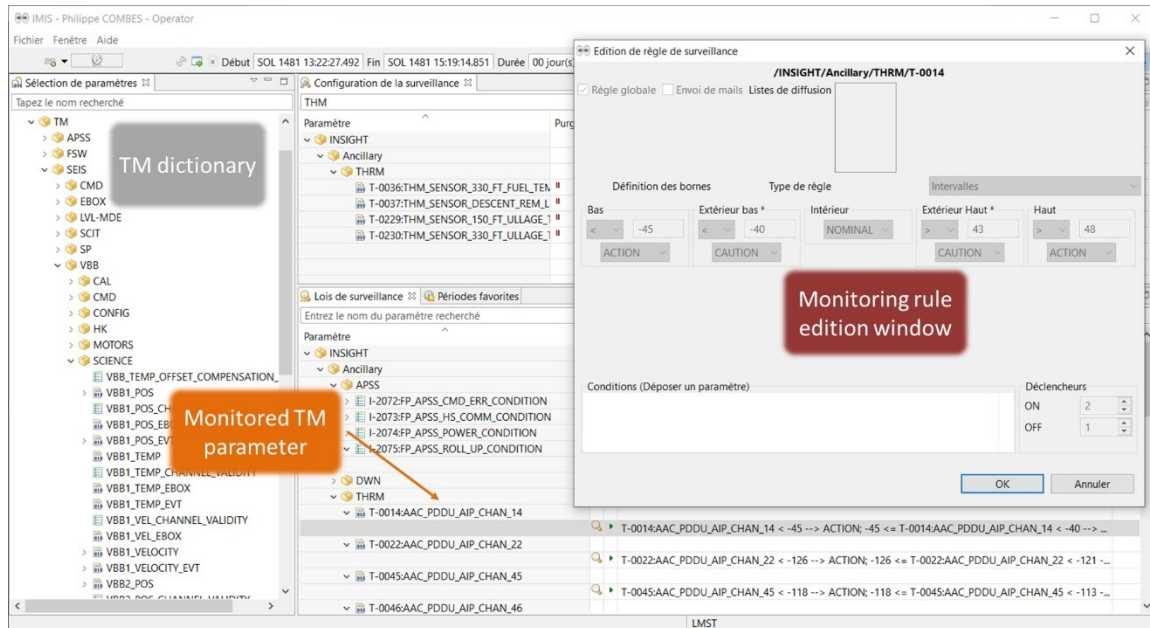 IMIS - Philippe COMBES - Operator
Fichier Fenêtre Aide
Début SOL 1481 13:22:27.492 Fin SOL 1481 15:19:14.851 Durée 00 jour(s)
Sélection de paramètres
Tapez le nom recherché
TM
APSS
FSW
SEIS
CMD
EBOX
LVL-MDE
SCIT
SP
VBB
CAL
CMD
CONFIG
HK
MOTORS
SCIENCE
VBB_TEMP_OFFSET_COMPENSATION_
VBB1_POS
VBB1_POS_CH
VBB1_POS_EBO
VBB1_POS_EVT
VBB1_TEMP
VBB1_TEMP_CHANNEL_VALIDITY
VBB1_TEMP_EBOX
VBB1_TEMP_EVT
VBB1_VEL_CHANNEL_VALIDITY
VBB1_VEL_EBOX
VBB1_VELOCITY
VBB1_VELOCITY_EVT
VBB2_POS
VBB2_POS_CHANNEL_VALIDITY
TM dictionary
Configuration de la surveillance
THM
Paramètre Purg
INSIGHT
Ancillary
THRM
T-0036:THM_SENSOR_330_FT_FUEL_TEM
T-0037:THM_SENSOR_DESCENT_REM_L
T-0229:THM_SENSOR_150_FT_ULLAGE_T
T-0230:THM_SENSOR_330_FT_ULLAGE_T
Lois de surveillance Périodes favorites
Entrez le nom du paramètre recherché
Paramètre
INSIGHT
Ancillary
APSS
I-2072:FP_APSS_CMD_ERR_CONDITION
I-2073:FP_APSS_HS_COMM_CONDITION
I-2074:FP_APSS_POWER_CONDITION
I-2075:FP_APSS_ROLL_UP_CONDITION
DWN
THRM
T-0014:AAC_PDDU_AIP_CHAN_14
T-0014:AAC_PDDU_AIP_CHAN_14 < -45 --> ACTION; -45 <= T-0014:AAC_PDDU_AIP_CHAN_14 < -40 --> ...
T-0022:AAC_PDDU_AIP_CHAN_22
T-0022:AAC_PDDU_AIP_CHAN_22 < -126 --> ACTION; -126 <= T-0022:AAC_PDDU_AIP_CHAN_22 < -121 -...
T-0045:AAC_PDDU_AIP_CHAN_45
T-0045:AAC_PDDU_AIP_CHAN_45 < -118 --> ACTION; -118 <= T-0045:AAC_PDDU_AIP_CHAN_45 < -113 -...
T-0046:AAC_PDDU_AIP_CHAN_46
Monitored TM
parameter
Edition de règle de surveillance
/INSIGHT/Ancillary/THRM/T-0014
Règle globale Envoi de mails Listes de diffusion
Définition des bornes Type de règle Intervalles
Bas Extérieur bas * Intérieur Extérieur Haut * Haut
< -45 < -40 NOMINAL > 43 > 48
ACTION CAUTION CAUTION ACTION
Monitoring rule
edition window
Conditions (Déposer un paramètre) Déclencheurs
ON 2
OFF 1
OK Annuler
LMST